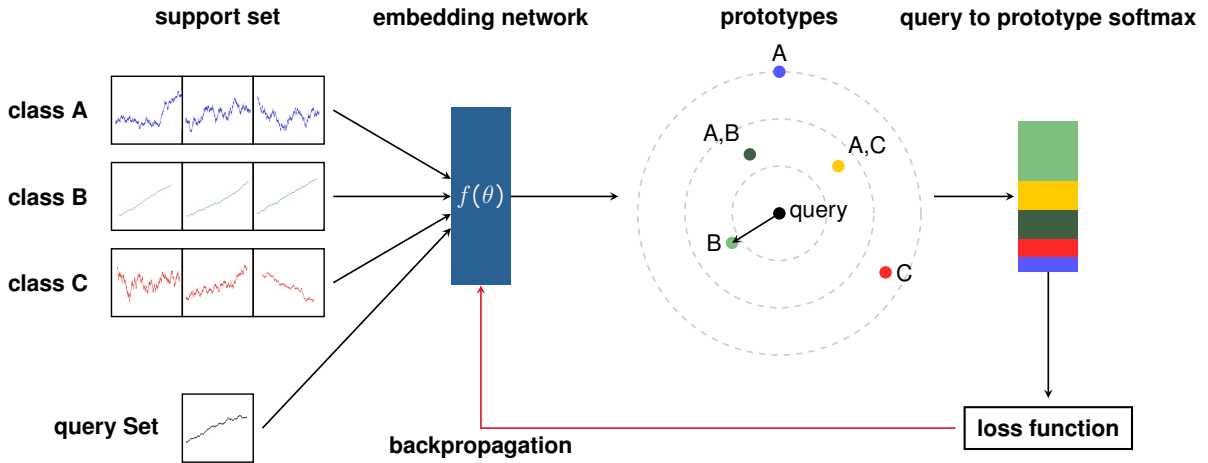 support set
embedding network
prototypes
query to prototype softmax
class A
class B
class C
query Set
f(θ)
A
A,B
A,C
query
B
C
backpropagation
loss function